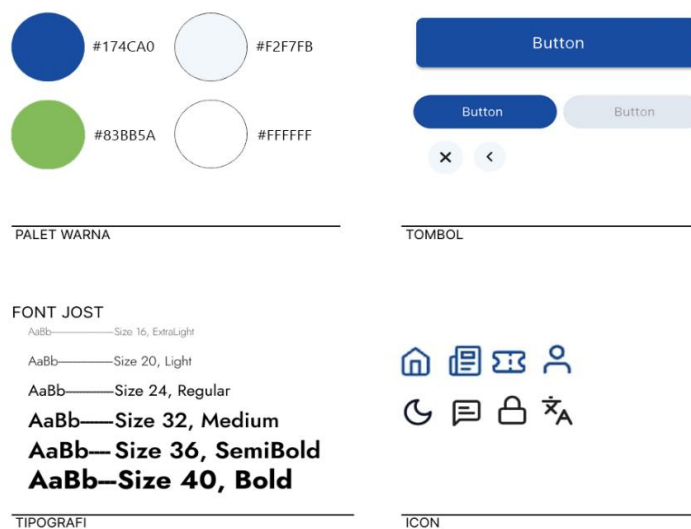 #174CA0
#F2F7FB
#83BB5A
#FFFFFF
PALET WARNA
Button
Button
Button
TOMBOL
FONT JOST
AaBb—Size 16, ExtraLight
AaBb—Size 20, Light
AaBb—Size 24, Regular
AaBb—Size 32, Medium
AaBb—Size 36, SemiBold
AaBb—Size 40, Bold
TIPOGRAFI
ICON